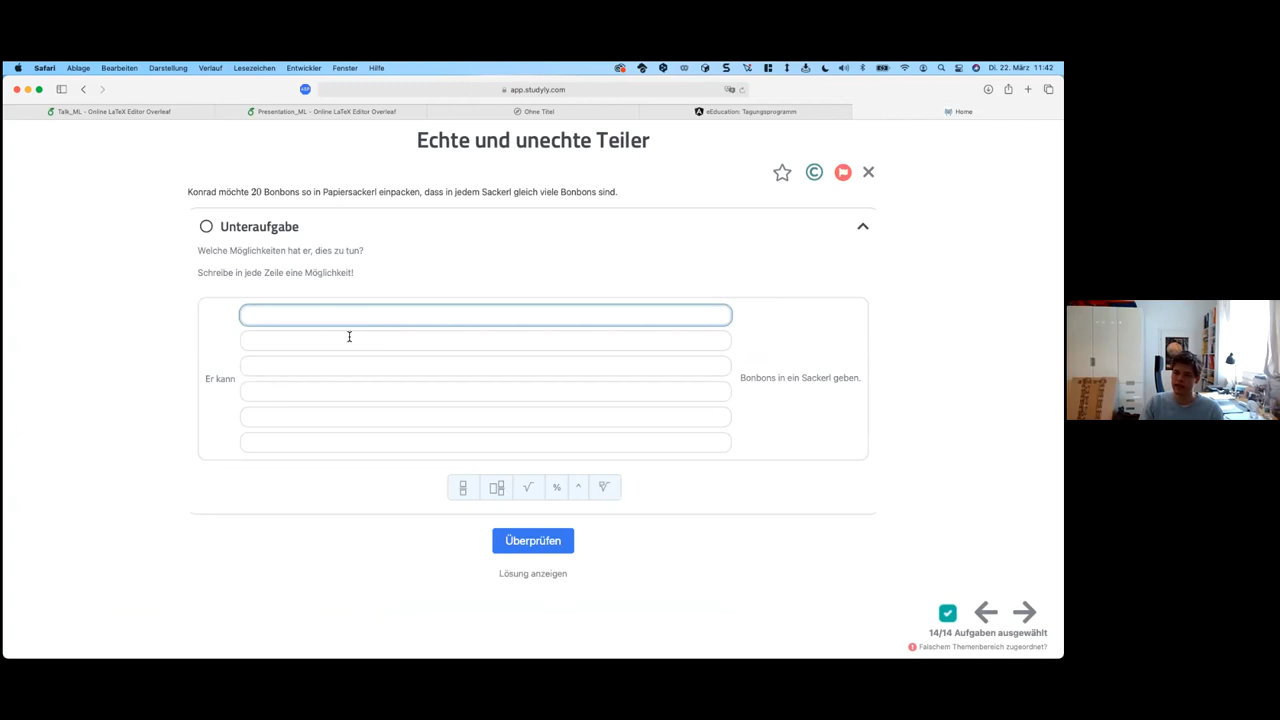 Safari Ablage Bearbeiten Darstellung Verlauf Lesezeichen Entwickler Fenster Hilfe Di. 22. März 11:42
app.studyly.com
Talk_ML - Online LaTeX Editor Overleaf Presentation_ML - Online LaTeX Editor Overleaf Ohne Titel eEducation: Tagungsprogramm Home
Echte und unechte Teiler
Konrad möchte 20 Bonbons so in Papiersackerl einpacken, dass in jedem Sackerl gleich viele Bonbons sind.
Unteraufgabe
Welche Möglichkeiten hat er, dies zu tun?
Schreibe in jede Zeile eine Möglichkeit!
Er kann Bonbons in ein Sackerl geben.
√ % ^
Überprüfen
Lösung anzeigen
14/14 Aufgaben ausgewählt
Falschem Themenbereich zugeordnet?